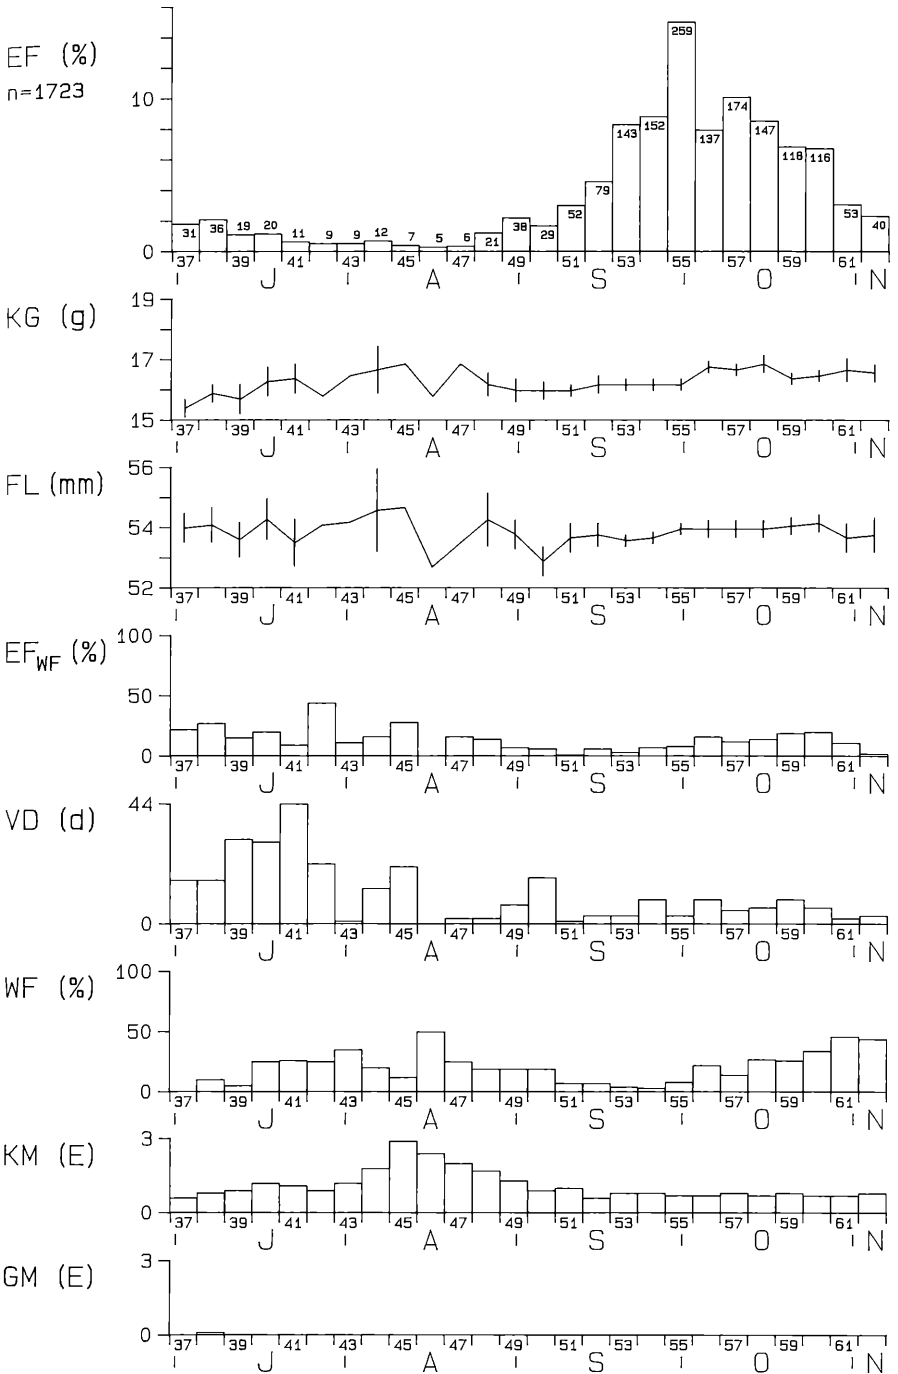 EF (%)
n=1723
10
0
31 36 19 20 11 9 9 12 7 5 6 21 38 29 52 79 143 152 259 137 174 147 118 116 53 40
37 39 41 43 45 47 49 51 53 55 57 59 61
J A S O N
KG (g)
19
17
15
37 39 41 43 45 47 49 51 53 55 57 59 61
J A S O N
FL (mm)
56
54
52
37 39 41 43 45 47 49 51 53 55 57 59 61
J A S O N
EF WF (%)
100
50
0
37 39 41 43 45 47 49 51 53 55 57 59 61
J A S O N
VD (d)
44
0
37 39 41 43 45 47 49 51 53 55 57 59 61
J A S O N
WF (%)
100
50
0
37 39 41 43 45 47 49 51 53 55 57 59 61
J A S O N
KM (E)
3
0
37 39 41 43 45 47 49 51 53 55 57 59 61
J A S O N
GM (E)
3
0
37 39 41 43 45 47 49 51 53 55 57 59 61
J A S O N